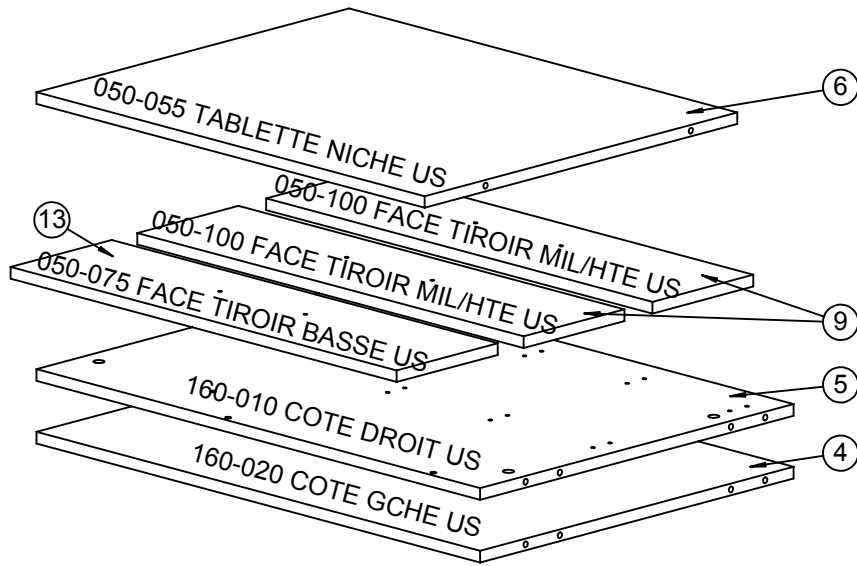 6
050-055 TABLETTE NICHE US
050-100 FACE TIROIR MIL/HTE US
13
050-100 FACE TIROIR MIL/HTE US
050-075 FACE TIROIR BASSE US
9
5
160-010 COTE DROIT US
4
160-020 COTE GCHE US